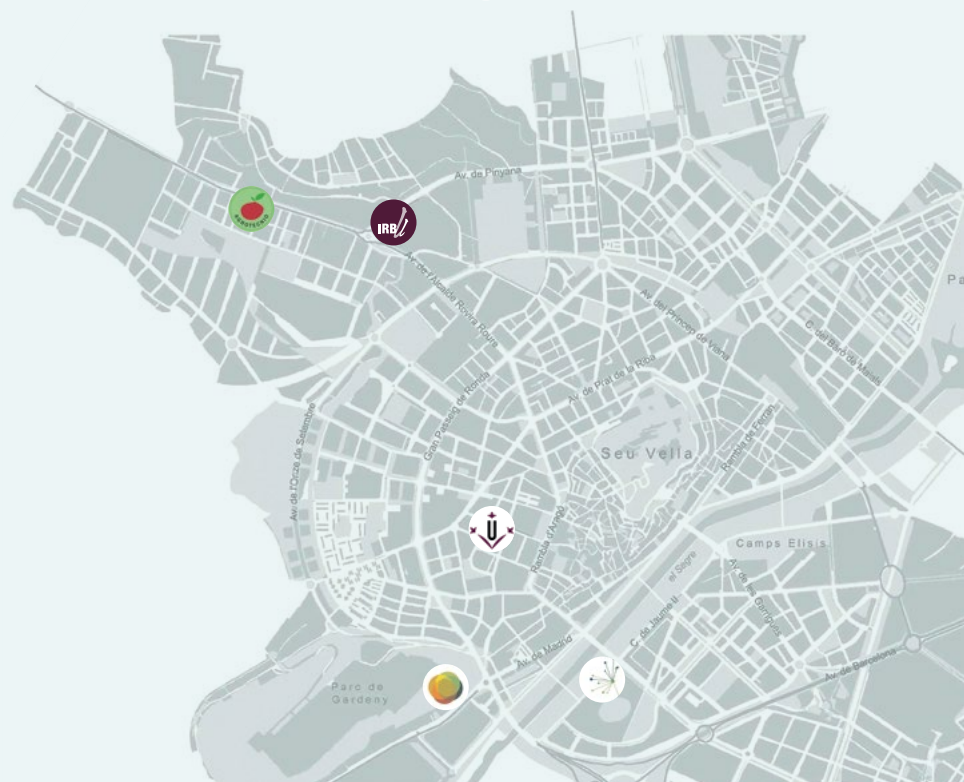 Av. de Pinyana
AGROTECNIO
IRBLL
Av. de l'Alcalde Rovira Roure
Av. del Príncep de Viana
Pa
C. del Baró de Maials
Av. de Prat de la Riba
Gran Passeig de Ronda
Seu Vella
Rambla de Ferran
Av. de l'Onze de Setembre
U
Rambla d'Aragó
Camps Elisis
el Segre
Av. de les Garrigues
C. de Jaume II
Av. de Madrid
Av. de Barcelona
Parc de
Gardeny